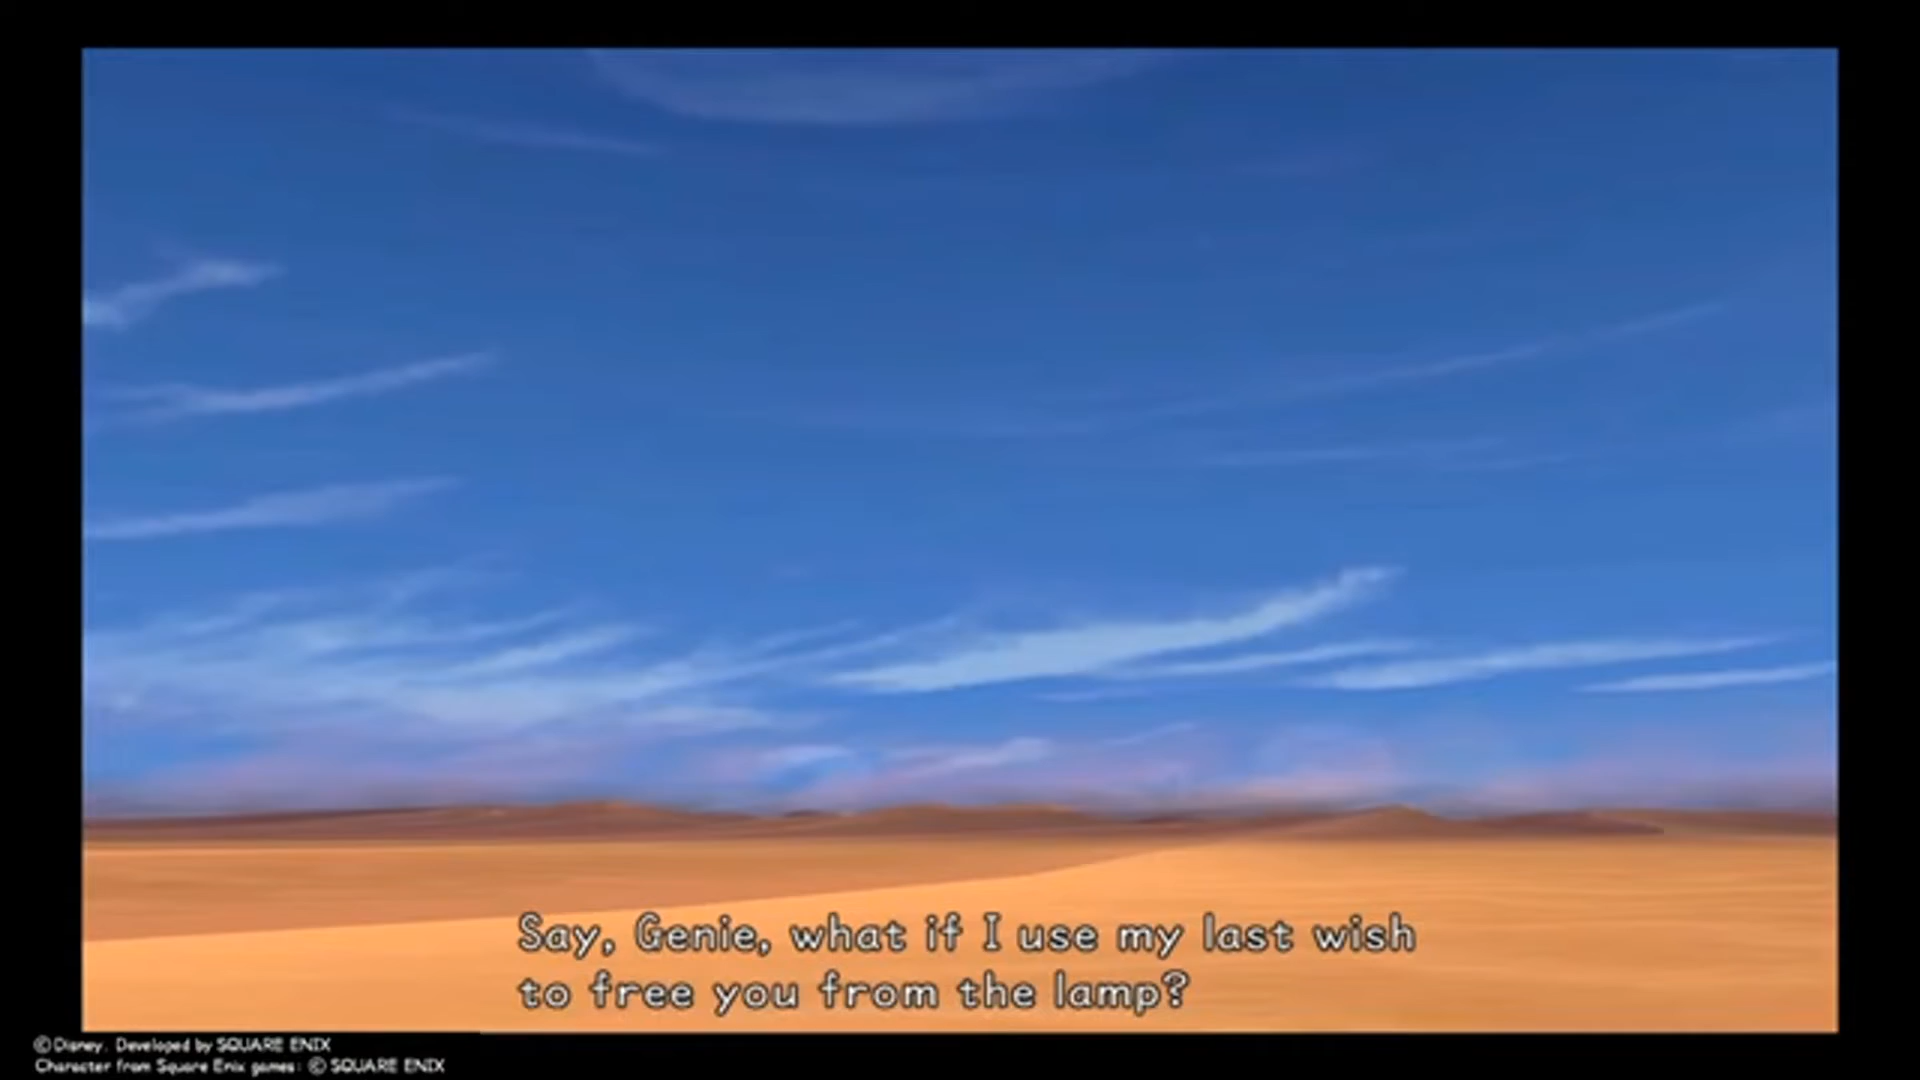 Say, Genie, what if I use my last wish
to free you from the lamp?
©Disney. Developed by SQUARE ENIX
Character from Square Enix games: © SQUARE ENIX